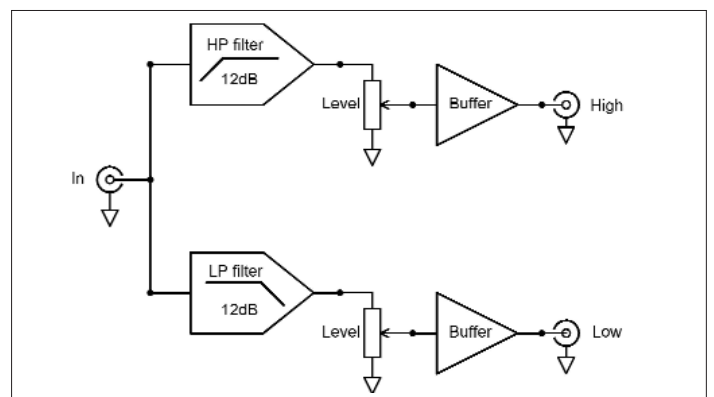 HP filter
12dB
Level
Buffer
High
In
LP filter
12dB
Level
Buffer
Low